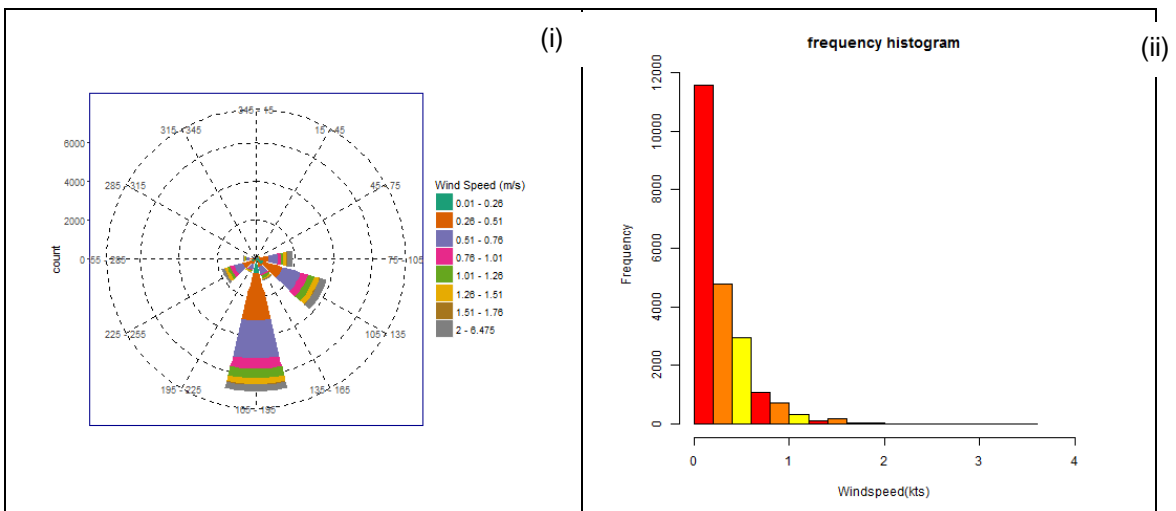 (i)
345 - 15
315 - 345
15 - 45
6000
285 - 315
45 - 75
4000
2000
0
55 - 285
75 - 105
count
225 - 255
105 - 135
195 - 225
135 - 165
165 - 195
Wind Speed (m/s)
0.01 - 0.26
0.26 - 0.51
0.51 - 0.76
0.76 - 1.01
1.01 - 1.26
1.26 - 1.51
1.51 - 1.76
2 - 6.475
(ii)
frequency histogram
12000
10000
8000
6000
4000
2000
0
Frequency
0 1 2 3 4
Windspeed(kts)